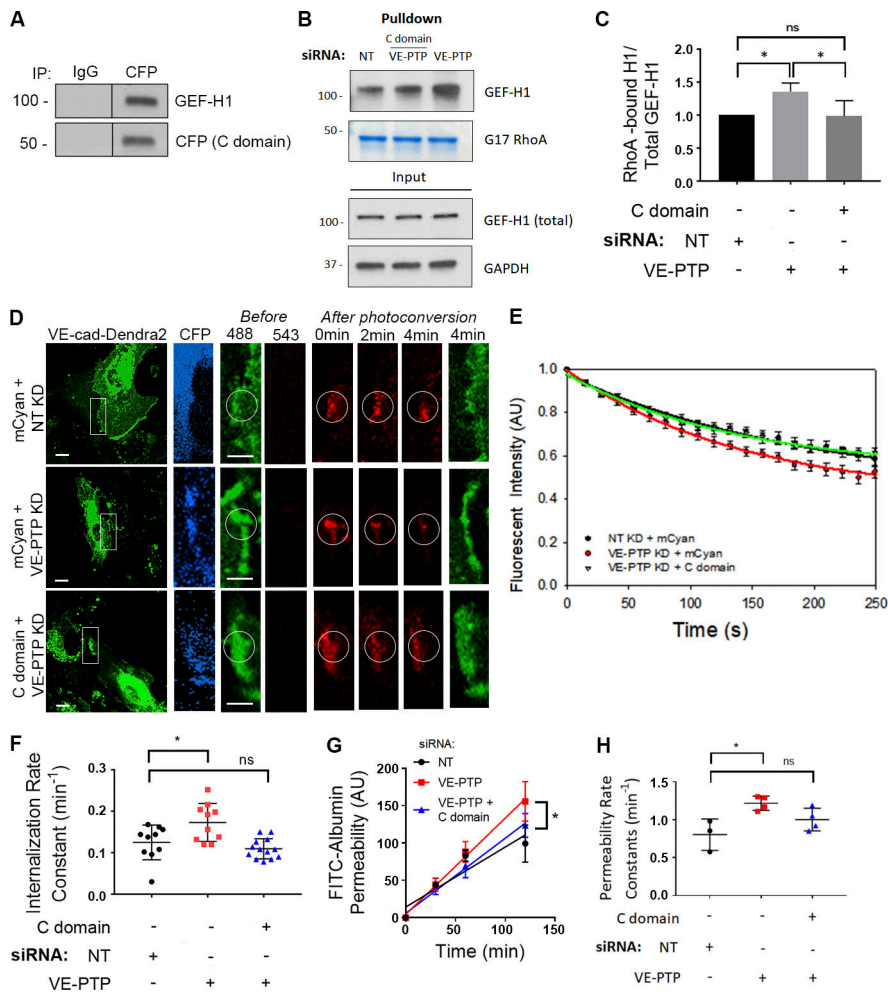 A
IP: IgG CFP
100 - GEF-H1
50 - CFP (C domain)
B
Pulldown
C domain
siRNA: NT VE-PTP VE-PTP
100 - GEF-H1
50 - G17 RhoA
Input
100 - GEF-H1 (total)
37 - GAPDH
C
RhoA -bound H1/
Total GEF-H1
ns
* *
2.0
1.5
1.0
0.5
0.0
C domain - - +
siRNA: NT + - -
VE-PTP - + +
D
Before After photoconversion
VE-cad-Dendra2 CFP 488 543 0min 2min 4min 4min
mCyan +
NT KD
mCyan +
VE-PTP KD
C domain +
VE-PTP KD
E
Fluorescent Intensity (AU)
1.0
0.8
0.6
0.4
0.2
0.0
NT KD + mCyan
VE-PTP KD + mCyan
VE-PTP KD + C domain
0 50 100 150 200 250
Time (s)
F
Internalization Rate
Constant (min-1)
*
ns
0.3
0.2
0.1
0.0
C domain - - +
siRNA: NT + - -
VE-PTP - + +
G
siRNA:
NT
VE-PTP
VE-PTP +
C domain
FITC-Albumin
Permeability (AU)
200
150
100
50
0
*
0 50 100 150
Time (min)
H
Permeability Rate
Constants (min-1)
*
ns
1.5
1.0
0.5
0.0
C domain - - +
siRNA: NT + - -
VE-PTP - + +